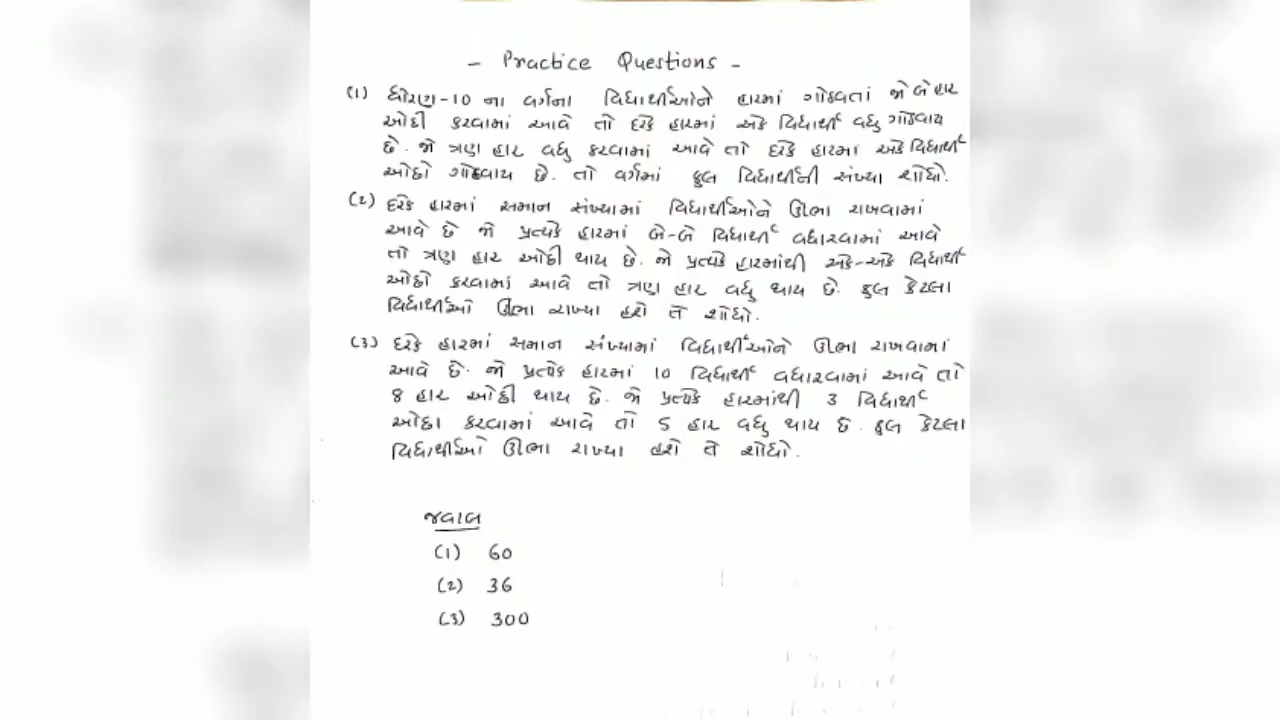 - Practice Questions -
(1) ધોરણ-10 ના વર્ગના વિદ્યાર્થીઓને હારમાં ગોઠવતાં જો બે હાર
ઓછી કરવામાં આવે તો દરેક હારમાં એક વિદ્યાર્થી વધુ ગોઠવાય
છે. જો ત્રણ હાર વધુ કરવામાં આવે તો દરેક હારમાં એક વિદ્યાર્થી
ઓછો ગોઠવાય છે. તો વર્ગમાં કુલ વિદ્યાર્થીની સંખ્યા શોધો.
(2) દરેક હારમાં સમાન સંખ્યામાં વિદ્યાર્થીઓને ઊભા રાખવામાં
આવે છે જો પ્રત્યેક હારમાં બે-બે વિદ્યાર્થી વધારવામાં આવે
તો ત્રણ હાર ઓછી થાય છે. જો પ્રત્યેક હારમાંથી એક-એક વિદ્યાર્થી
ઓછો કરવામાં આવે તો ત્રણ હાર વધુ થાય છે. કુલ કેટલા
વિદ્યાર્થીઓ ઊભા રાખ્યા હશે તે શોધો.
(3) દરેક હારમાં સમાન સંખ્યામાં વિદ્યાર્થીઓને ઊભા રાખવામાં
આવે છે. જો પ્રત્યેક હારમાં 10 વિદ્યાર્થી વધારવામાં આવે તો
8 હાર ઓછી થાય છે. જો પ્રત્યેક હારમાંથી 3 વિદ્યાર્થી
ઓછા કરવામાં આવે તો 5 હાર વધુ થાય છે. કુલ કેટલા
વિદ્યાર્થીઓ ઊભા રાખ્યા હશે તે શોધો.
જવાબ
(1) 60
(2) 36
(3) 300